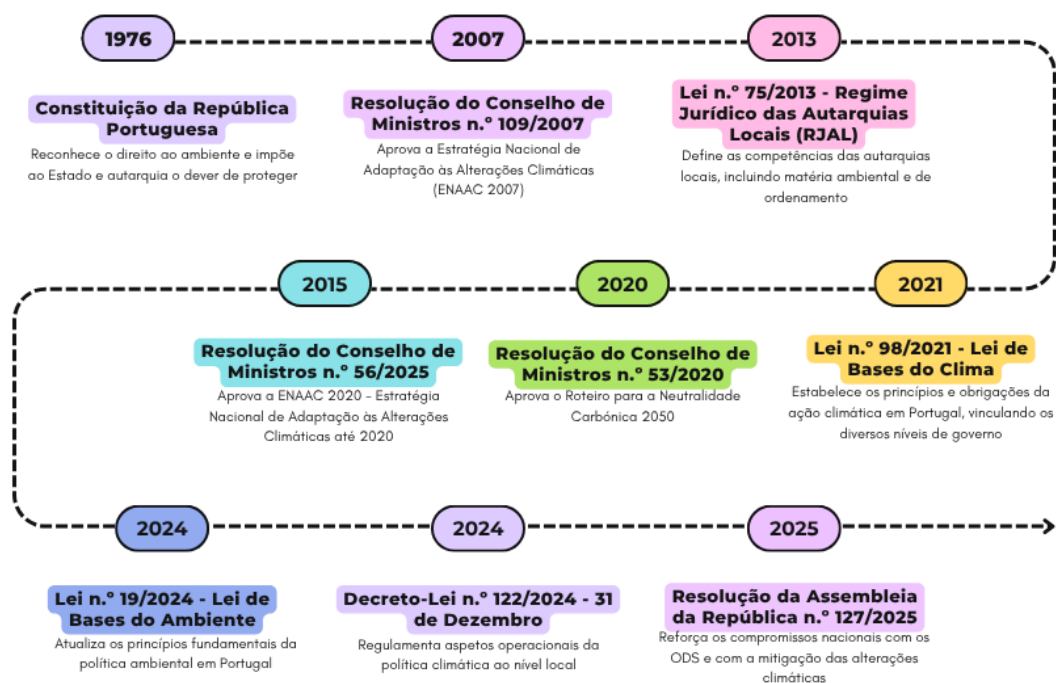 1976
2007
2013
Constituição da República
Portuguesa
Reconhece o direito ao ambiente e impõe
ao Estado e autarquia o dever de proteger
Resolução do Conselho de
Ministros n.º 109/2007
Aprova a Estratégia Nacional de
Adaptação às Alterações Climáticas
(ENAAC 2007)
Lei n.º 75/2013 - Regime
Jurídico das Autarquias
Locais (RJAL)
Define as competências das autarquias
locais, incluindo matéria ambiental e de
ordenamento
2015
2020
2021
Resolução do Conselho de
Ministros n.º 56/2025
Aprova a ENAAC 2020 - Estratégia
Nacional de Adaptação às Alterações
Climáticas até 2020
Resolução do Conselho de
Ministros n.º 53/2020
Aprova o Roteiro para a Neutralidade
Carbónica 2050
Lei n.º 98/2021 - Lei de
Bases do Clima
Estabelece os princípios e obrigações da
ação climática em Portugal, vinculando os
diversos níveis de governo
2024
2024
2025
Lei n.º 19/2024 - Lei de
Bases do Ambiente
Atualiza os princípios fundamentais da
política ambiental em Portugal
Decreto-Lei n.º 122/2024 - 31
de Dezembro
Regulamenta aspetos operacionais da
política climática ao nível local
Resolução da Assembleia
da República n.º 127/2025
Reforça os compromissos nacionais com os
ODS e com a mitigação das alterações
climáticas